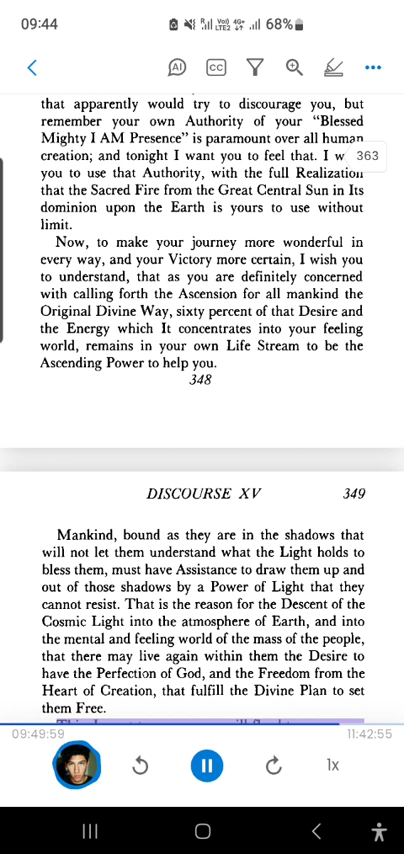 09:44
68%
AI
CC
that apparently would try to discourage you, but
remember your own Authority of your “Blessed
Mighty I AM Presence” is paramount over all human
creation; and tonight I want you to feel that. I w
363
you to use that Authority, with the full Realization
that the Sacred Fire from the Great Central Sun in Its
dominion upon the Earth is yours to use without
limit.
Now, to make your journey more wonderful in
every way, and your Victory more certain, I wish you
to understand, that as you are definitely concerned
with calling forth the Ascension for all mankind the
Original Divine Way, sixty percent of that Desire and
the Energy which It concentrates into your feeling
world, remains in your own Life Stream to be the
Ascending Power to help you.
348
DISCOURSE XV 349
Mankind, bound as they are in the shadows that
will not let them understand what the Light holds to
bless them, must have Assistance to draw them up and
out of those shadows by a Power of Light that they
cannot resist. That is the reason for the Descent of the
Cosmic Light into the atmosphere of Earth, and into
the mental and feeling world of the mass of the people,
that there may live again within them the Desire to
have the Perfection of God, and the Freedom from the
Heart of Creation, that fulfill the Divine Plan to set
them Free.
09:49:59
11:42:55
1x